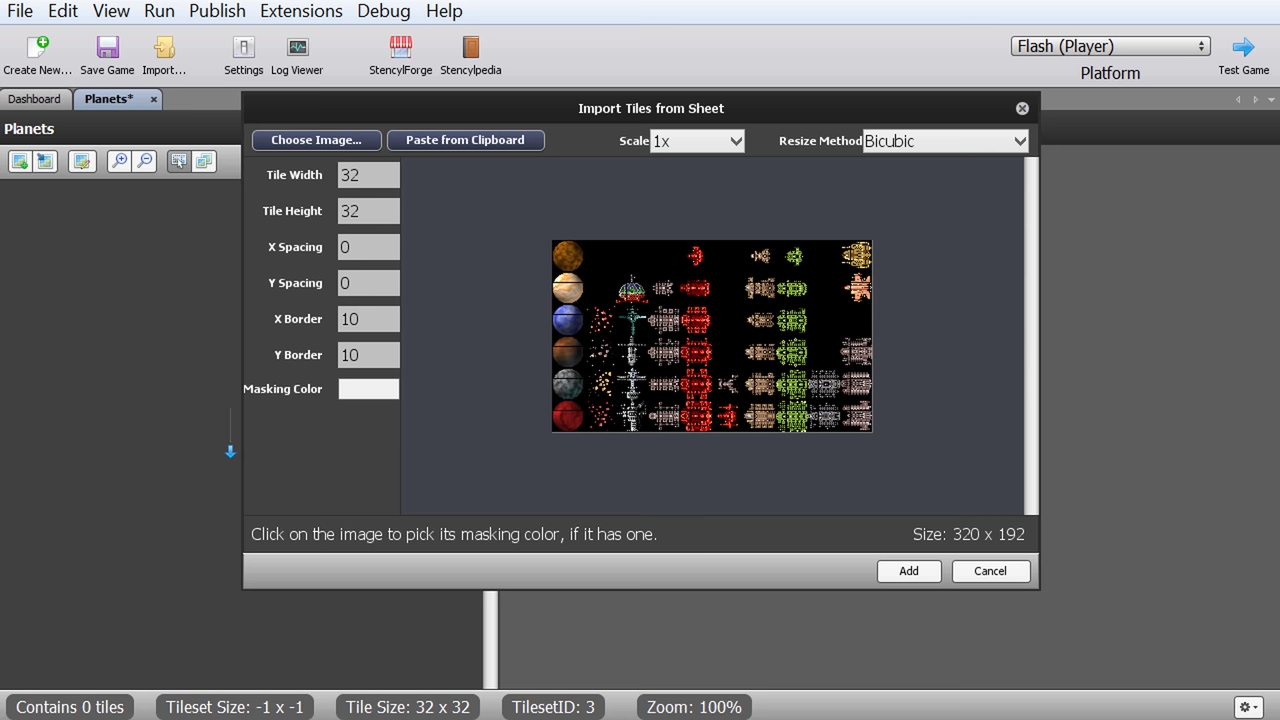 File Edit View Run Publish Extensions Debug Help
Create New... Save Game Import... Settings Log Viewer StencylForge Stencylpedia
Flash (Player)
Platform
Test Game
Dashboard Planets*
Planets
Import Tiles from Sheet
Choose Image... Paste from Clipboard Scale 1x Resize Method Bicubic
Tile Width 32
Tile Height 32
X Spacing 0
Y Spacing 0
X Border 10
Y Border 10
Masking Color
Click on the image to pick its masking color, if it has one. Size: 320 x 192
Add Cancel
Contains 0 tiles Tileset Size: -1 x -1 Tile Size: 32 x 32 TilesetID: 3 Zoom: 100%